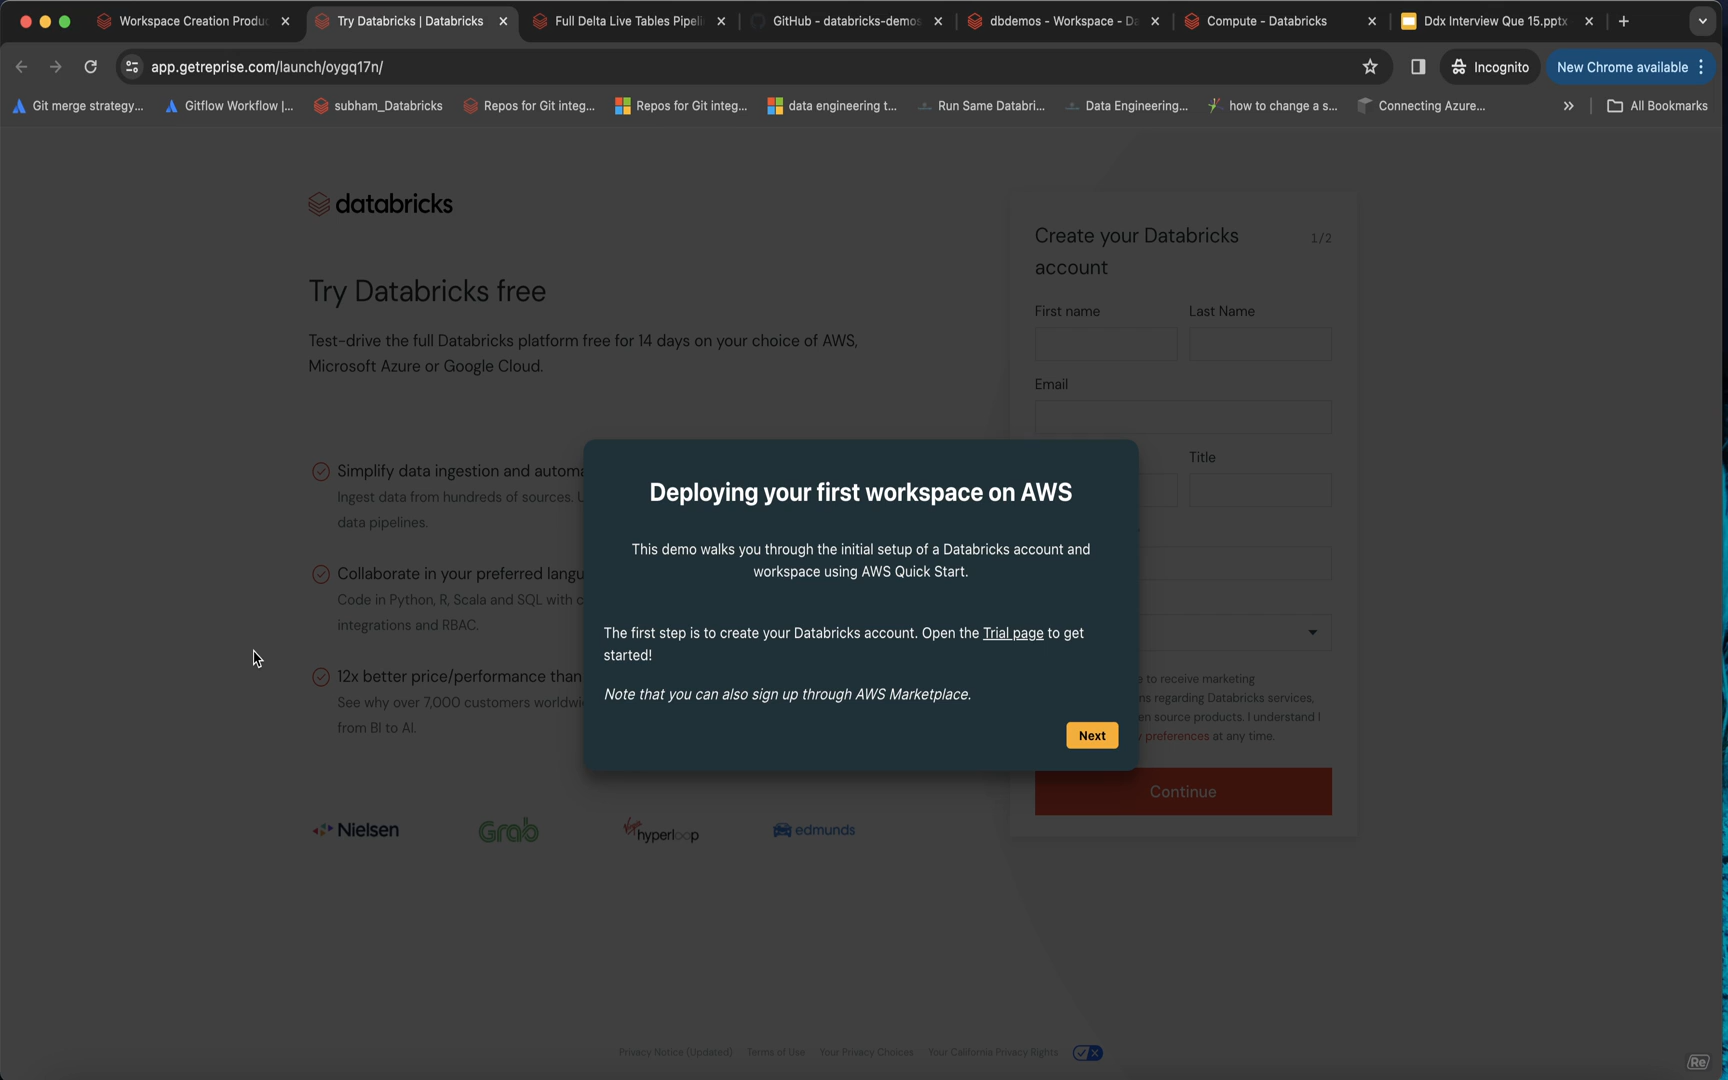 Workspace Creation Produc
Try Databricks | Databricks
Full Delta Live Tables Pipeli
GitHub - databricks-demos
dbdemos - Workspace - Da
Compute - Databricks
Ddx Interview Que 15.pptx
app.getreprise.com/launch/oygq17n/
Incognito
New Chrome available
Git merge strategy...
Gitflow Workflow |...
subham_Databricks
Repos for Git integ...
Repos for Git integ...
data engineering t...
Run Same Databri...
Data Engineering...
how to change a s...
Connecting Azure...
All Bookmarks
databricks
Try Databricks free
Test-drive the full Databricks platform free for 14 days on your choice of AWS,
Microsoft Azure or Google Cloud.
Simplify data ingestion and automa
Ingest data from hundreds of sources. U
data pipelines.
Collaborate in your preferred langu
Code in Python, R, Scala and SQL with c
integrations and RBAC.
12x better price/performance than
See why over 7,000 customers worldwi
from BI to AI.
Nielsen
Grab
Virgin hyperloop
edmunds
Deploying your first workspace on AWS
This demo walks you through the initial setup of a Databricks account and
workspace using AWS Quick Start.
The first step is to create your Databricks account. Open the Trial page to get
started!
Note that you can also sign up through AWS Marketplace.
Next
Create your Databricks
account
1/2
First name
Last Name
Email
Title
e to receive marketing
ns regarding Databricks services,
en source products. I understand I
y preferences at any time.
Continue
Privacy Notice (Updated)
Terms of Use
Your Privacy Choices
Your California Privacy Rights
Re